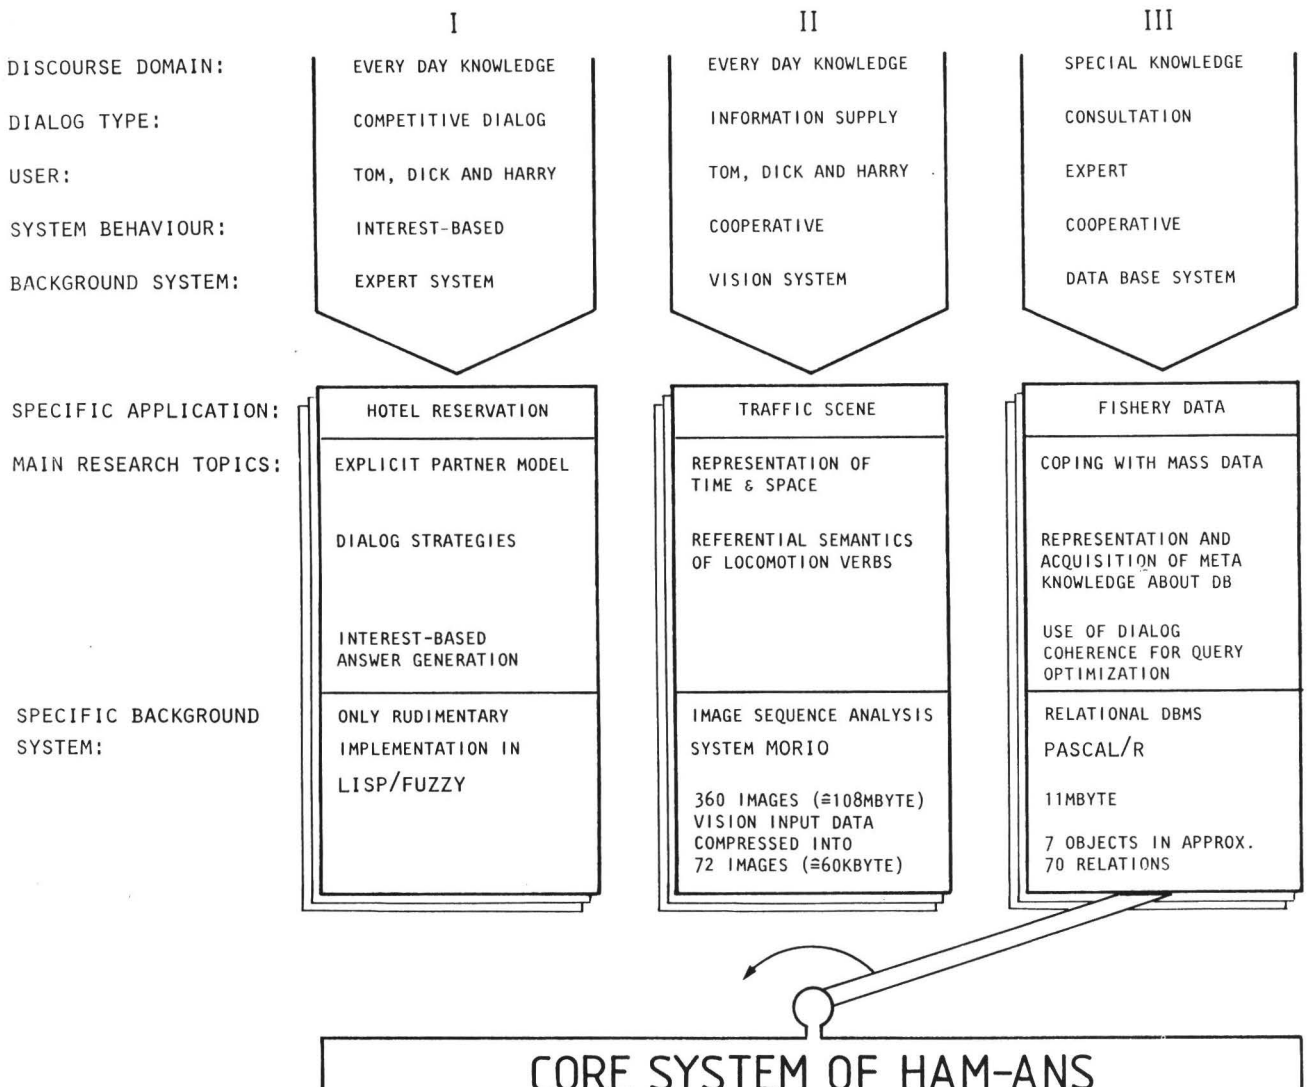 I II III
DISCOURSE DOMAIN: EVERY DAY KNOWLEDGE EVERY DAY KNOWLEDGE SPECIAL KNOWLEDGE
DIALOG TYPE: COMPETITIVE DIALOG INFORMATION SUPPLY CONSULTATION
USER: TOM, DICK AND HARRY TOM, DICK AND HARRY EXPERT
SYSTEM BEHAVIOUR: INTEREST-BASED COOPERATIVE COOPERATIVE
BACKGROUND SYSTEM: EXPERT SYSTEM VISION SYSTEM DATA BASE SYSTEM
SPECIFIC APPLICATION: HOTEL RESERVATION TRAFFIC SCENE FISHERY DATA
MAIN RESEARCH TOPICS:
EXPLICIT PARTNER MODEL
DIALOG STRATEGIES
INTEREST-BASED
ANSWER GENERATION
REPRESENTATION OF
TIME & SPACE
REFERENTIAL SEMANTICS
OF LOCOMOTION VERBS
COPING WITH MASS DATA
REPRESENTATION AND
ACQUISITION OF META
KNOWLEDGE ABOUT DB
USE OF DIALOG
COHERENCE FOR QUERY
OPTIMIZATION
SPECIFIC BACKGROUND
SYSTEM:
ONLY RUDIMENTARY
IMPLEMENTATION IN
LISP/FUZZY
IMAGE SEQUENCE ANALYSIS
SYSTEM MORIO
360 IMAGES (≅108MBYTE)
VISION INPUT DATA
COMPRESSED INTO
72 IMAGES (≅60KBYTE)
RELATIONAL DBMS
PASCAL/R
11MBYTE
7 OBJECTS IN APPROX.
70 RELATIONS
CORE SYSTEM OF HAM-ANS